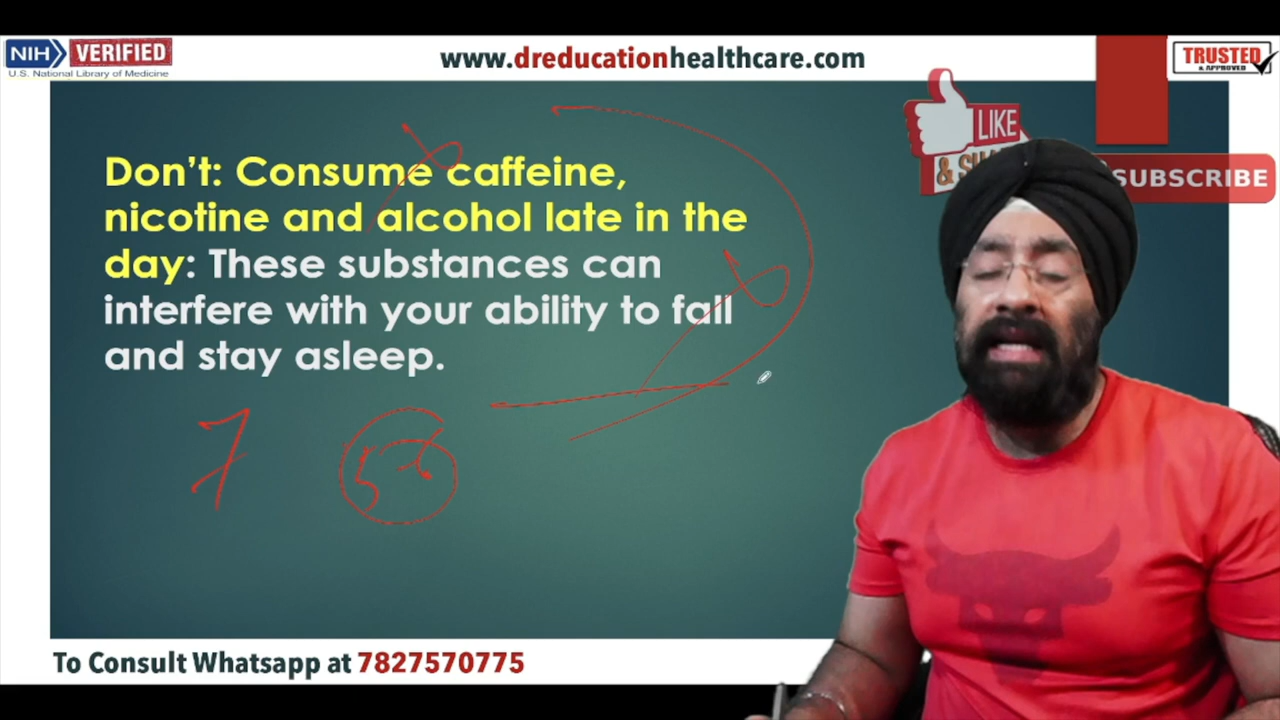 NIH VERIFIED
U.S. National Library of Medicine
www.dreducationhealthcare.com
TRUSTED
& APPROVED
LIKE
SUBSCRIBE
Don't: Consume caffeine,
nicotine and alcohol late in the
day: These substances can
interfere with your ability to fall
and stay asleep.
7
To Consult Whatsapp at 7827570775